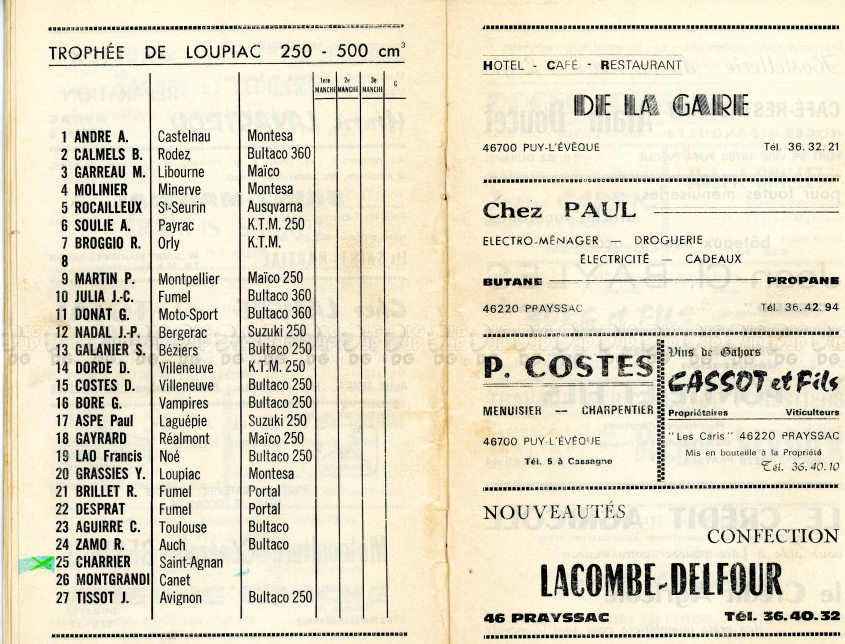 TROPHÉE DE LOUPIAC 250 - 500 cm3
1ere MANCHE 2e MANCHE 3e MANCHE
1 ANDRE A. Castelnau Montesa
2 CALMELS B. Rodez Bultaco 360
3 GARREAU M. Libourne Maïco
4 MOLINIER Minerve Montesa
5 ROCAILLEUX St-Seurin Ausqvarna
6 SOULIE A. Payrac K.T.M. 250
7 BROGGIO R. Orly K.T.M.
8
9 MARTIN P. Montpellier Maïco 250
10 JULIA J.-C. Fumel Bultaco 360
11 DONAT G. Moto-Sport Bultaco 360
12 NADAL J.-P. Bergerac Suzuki 250
13 GALANIER S. Béziers Bultaco 250
14 DORDE D. Villeneuve K.T.M. 250
15 COSTES D. Villeneuve Bultaco 250
16 BORE G. Vampires Bultaco 250
17 ASPE Paul Laguépie Suzuki 250
18 GAYRARD Réalmont Maïco 250
19 LAO Francis Noé Bultaco 250
20 GRASSIES Y. Loupiac Montesa
21 BRILLET R. Fumel Portal
22 DESPRAT Fumel Portal
23 AGUIRRE C. Toulouse Bultaco
24 ZAMO R. Auch Bultaco
25 CHARRIER Saint-Agnan
26 MONTGRANDI Canet
27 TISSOT J. Avignon Bultaco 250
HOTEL - CAFÉ - RESTAURANT
DE LA GARE
46700 PUY-L'ÉVÊQUE Tél. 36.32.21
Chez PAUL
ELECTRO-MÉNAGER — DROGUERIE
ÉLECTRICITÉ — CADEAUX
BUTANE PROPANE
46220 PRAYSSAC Tél. 36.42.94
P. COSTES
MENUISIER — CHARPENTIER
46700 PUY-L'ÉVÊQUE
Tél. 5 à Cassagne
Vins de Cahors
CASSOT et Fils
Propriétaires Viticulteurs
"Les Caris" 46220 PRAYSSAC
Mis en bouteille à la Propriété
Tél. 36.40.10
NOUVEAUTÉS
CONFECTION
LACOMBE-DELFOUR
46 PRAYSSAC Tél. 36.40.32